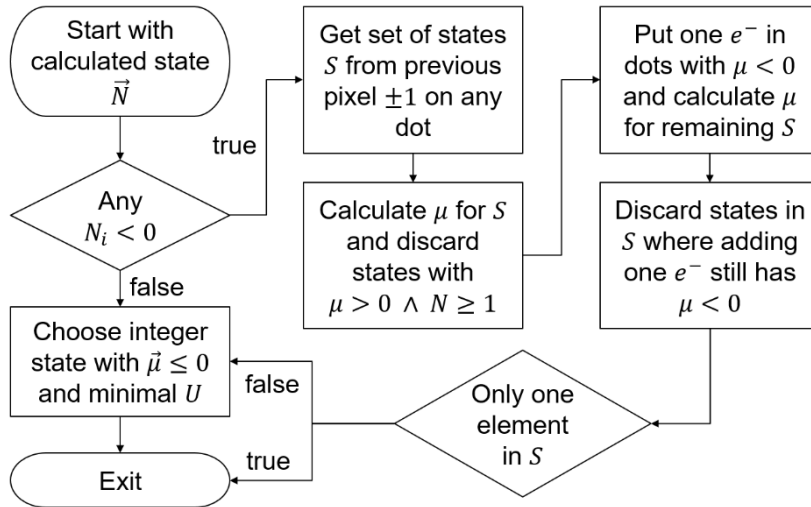 Start with
calculated state
N⃗
true
Any
N_i < 0
false
Choose integer
state with μ⃗ ≤ 0
and minimal U
Exit
Get set of states
S from previous
pixel ±1 on any
dot
Calculate μ for S
and discard
states with
μ > 0 ∧ N ≥ 1
Put one e⁻ in
dots with μ < 0
and calculate μ
for remaining S
Discard states in
S where adding
one e⁻ still has
μ < 0
Only one
element
in S
false
true